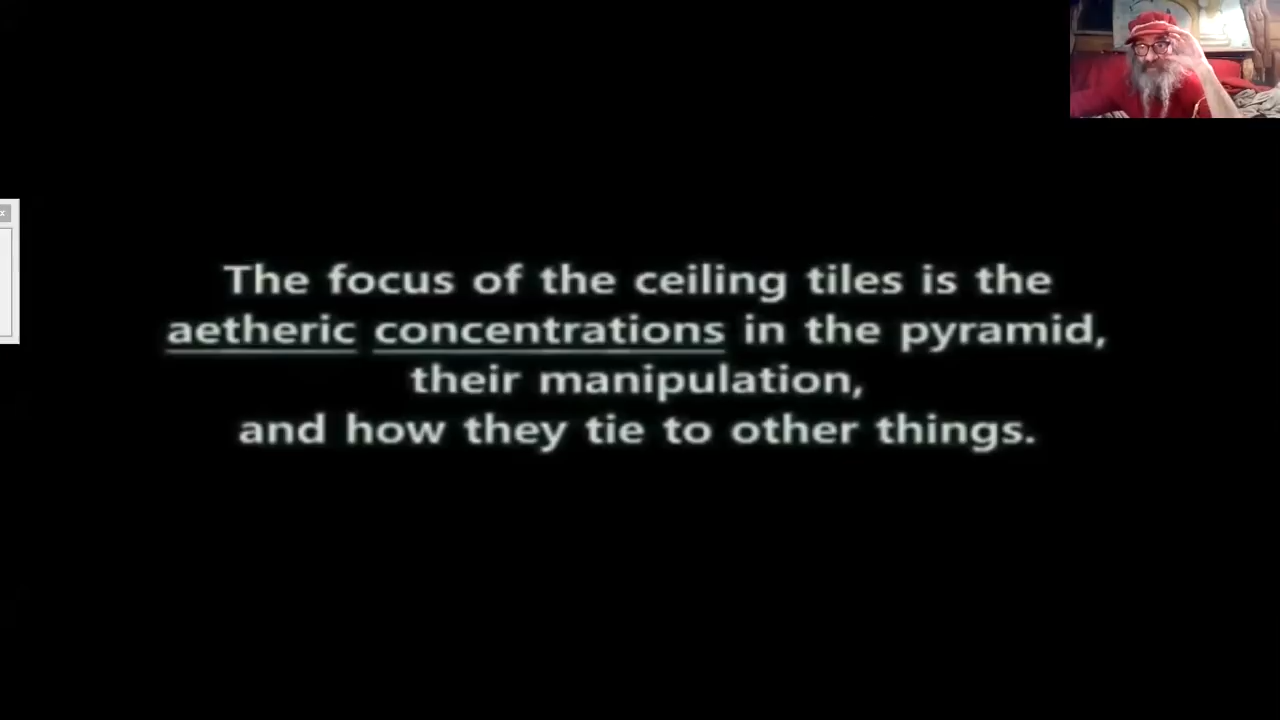 The focus of the ceiling tiles is the
aetheric concentrations in the pyramid,
their manipulation,
and how they tie to other things.